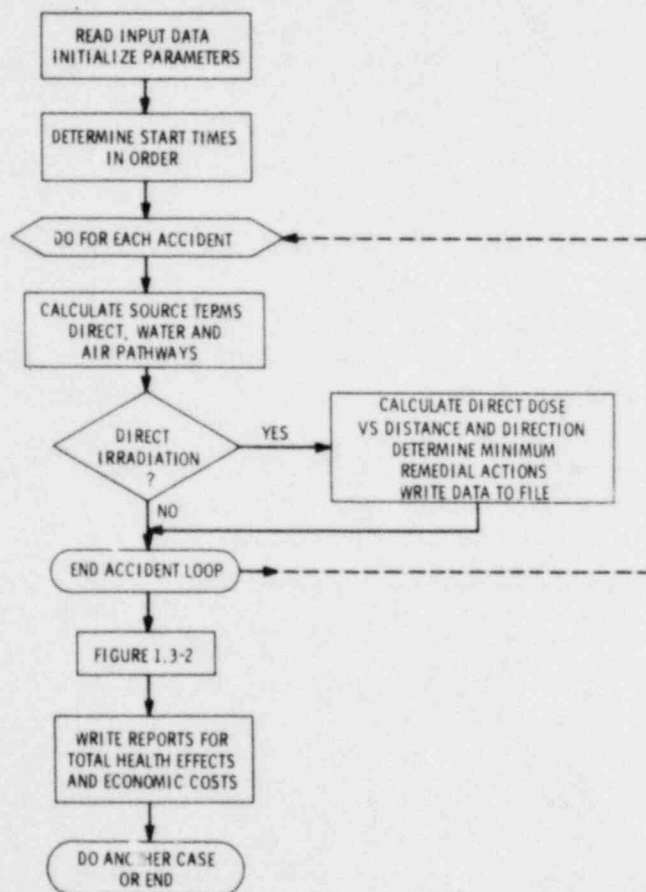 READ INPUT DATA
INITIALIZE PARAMETERS
DETERMINE START TIMES
IN ORDER
DO FOR EACH ACCIDENT
CALCULATE SOURCE TERMS
DIRECT, WATER AND
AIR PATHWAYS
DIRECT
IRRADIATION
?
YES
CALCULATE DIRECT DOSE
VS DISTANCE AND DIRECTION
DETERMINE MINIMUM
REMEDIAL ACTIONS
WRITE DATA TO FILE
NO
END ACCIDENT LOOP
FIGURE 1.3-2
WRITE REPORTS FOR
TOTAL HEALTH EFFECTS
AND ECONOMIC COSTS
DO ANOTHER CASE
OR END